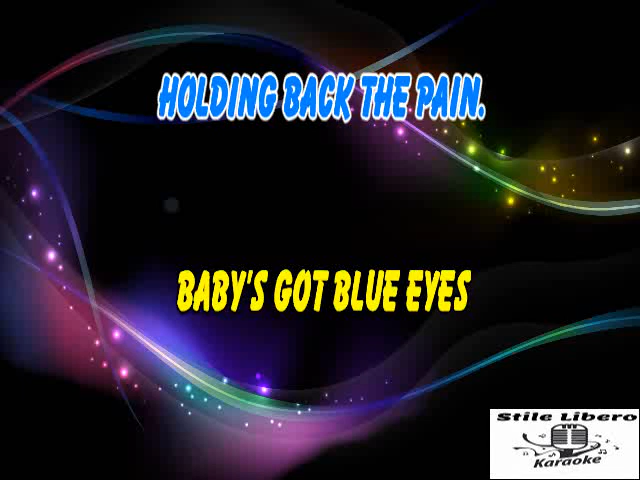 HOLDING BACK THE PAIN.
BABY'S GOT BLUE EYES
Stile Libero
Karaoke